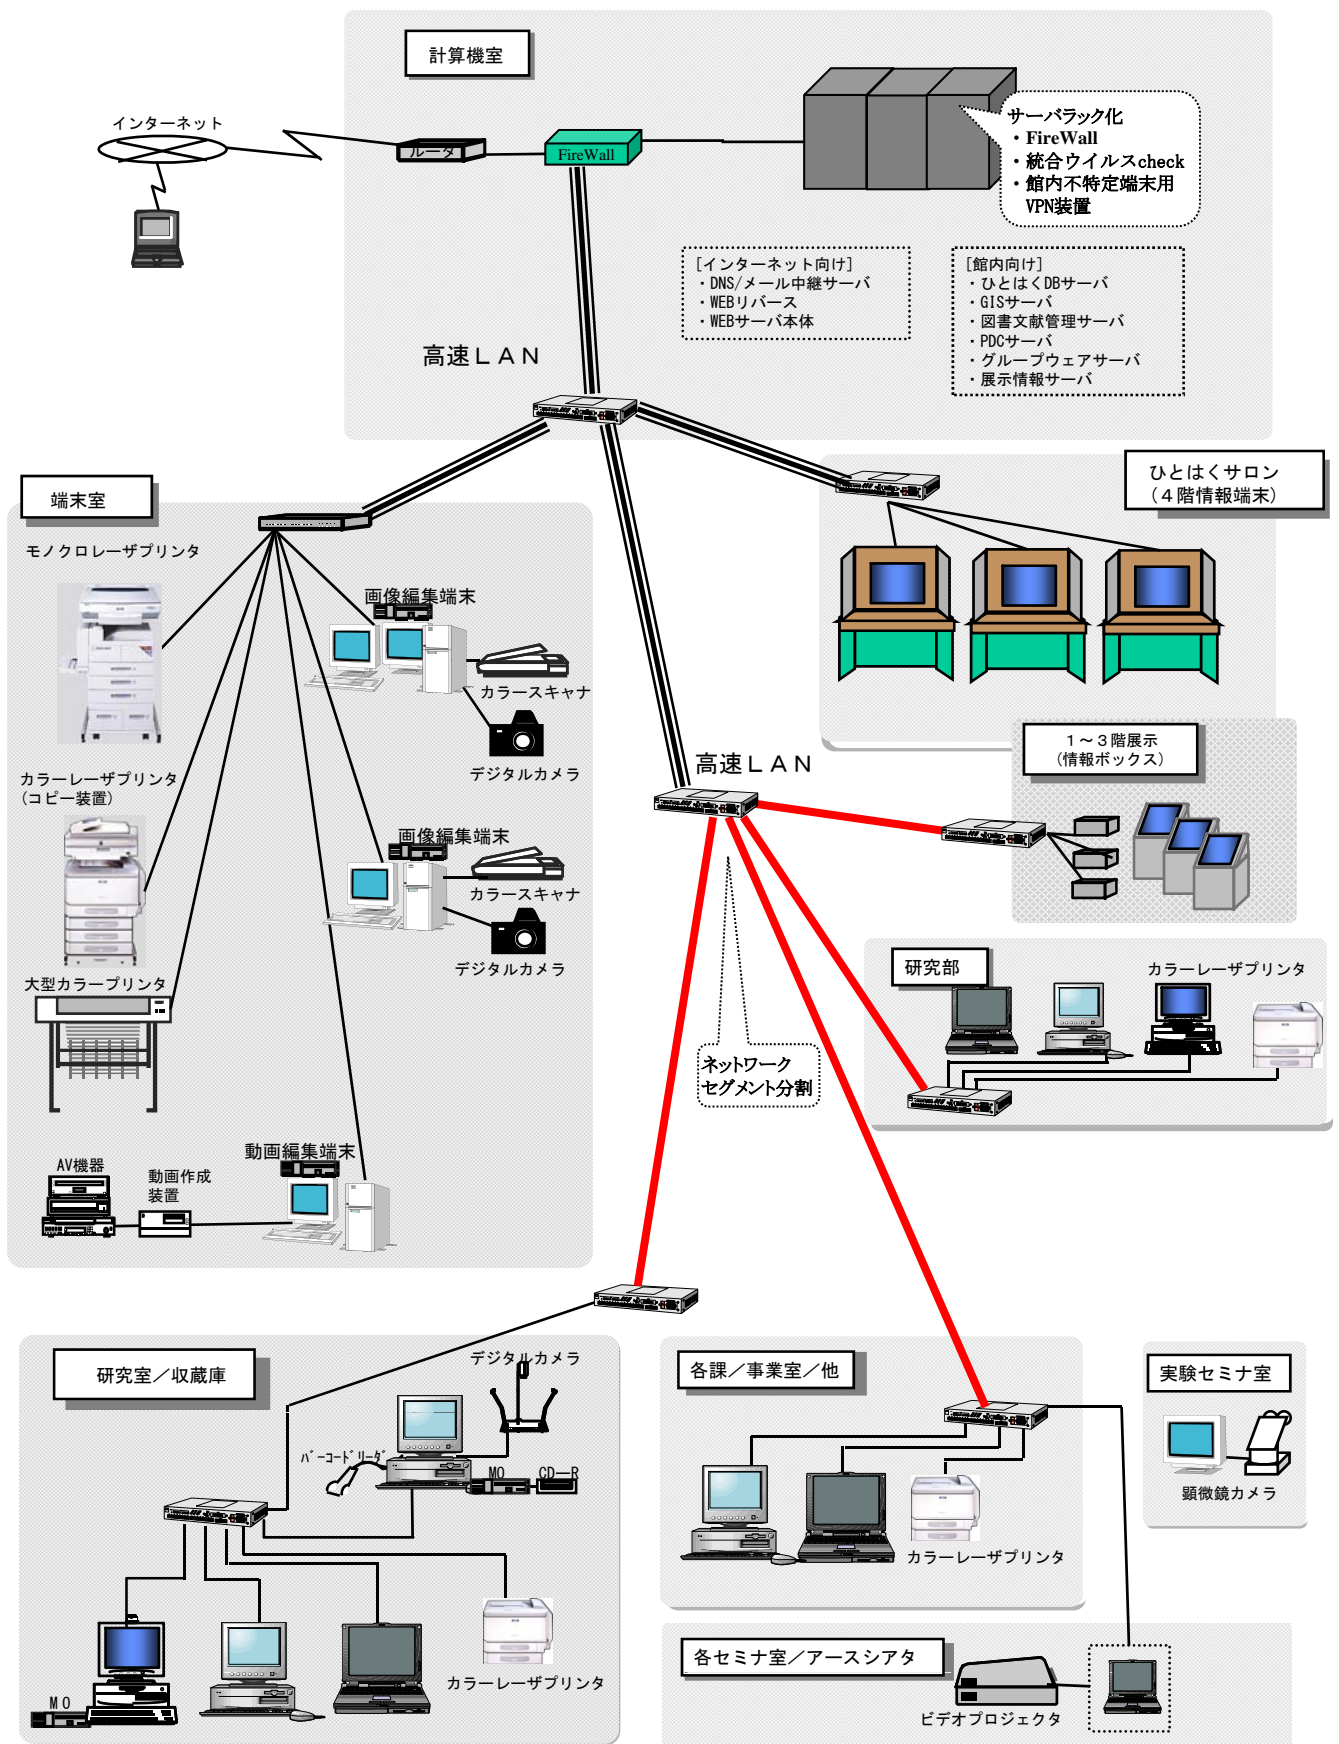 計算機室
インターネット
ルータ
FireWall
サーバラック化
・FireWall
・統合ウイルスcheck
・館内不特定端末用
VPN装置
[インターネット向け]
・DNS/メール中継サーバ
・WEBリバース
・WEBサーバ本体
[館内向け]
・ひとはくDBサーバ
・GISサーバ
・図書文献管理サーバ
・PDCサーバ
・グループウェアサーバ
・展示情報サーバ
高速ＬＡＮ
端末室
モノクロレーザプリンタ
画像編集端末
カラースキャナ
デジタルカメラ
カラーレーザプリンタ
(コピー装置)
画像編集端末
カラースキャナ
デジタルカメラ
大型カラープリンタ
動画編集端末
AV機器
動画作成
装置
ひとはくサロン
(４階情報端末)
１～３階展示
(情報ボックス)
高速ＬＡＮ
研究部
カラーレーザプリンタ
ネットワーク
セグメント分割
研究室／収蔵庫
デジタルカメラ
ﾊﾞｰｺｰﾄﾞﾘｰﾀﾞ
MO
CD―R
カラーレーザプリンタ
ＭＯ
各課／事業室／他
カラーレーザプリンタ
実験セミナ室
顕微鏡カメラ
各セミナ室／アースシアタ
ビデオプロジェクタ